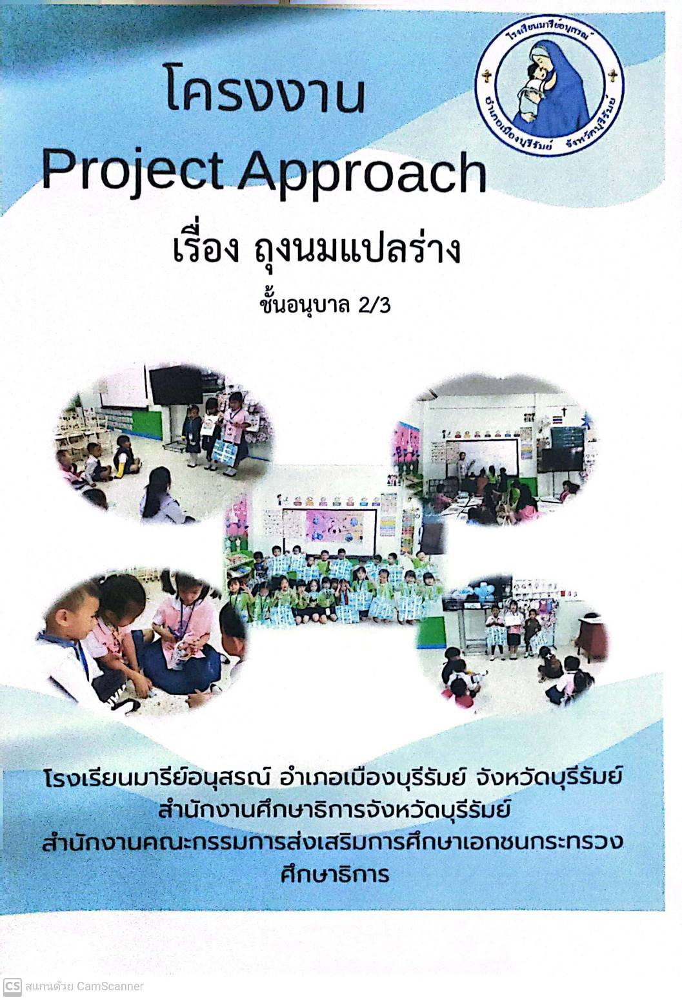 โรงเรียนมารีย์อนุสรณ์
อำเภอเมืองบุรีรัมย์ จังหวัดบุรีรัมย์
โครงงาน
Project Approach
เรื่อง ถุงนมแปลร่าง
ชั้นอนุบาล 2/3
โรงเรียนมารีย์อนุสรณ์ อำเภอเมืองบุรีรัมย์ จังหวัดบุรีรัมย์
สำนักงานศึกษาธิการจังหวัดบุรีรัมย์
สำนักงานคณะกรรมการส่งเสริมการศึกษาเอกชนกระทรวง
ศึกษาธิการ
CS สแกนด้วย CamScanner